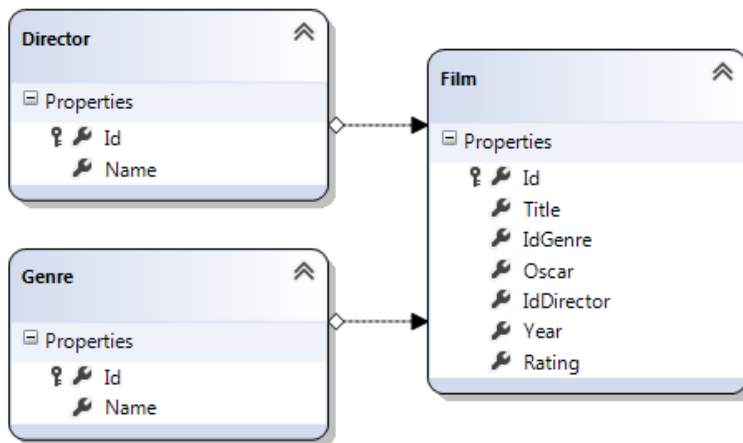 Director
Properties
Id
Name
Film
Properties
Id
Title
IdGenre
Oscar
IdDirector
Year
Rating
Genre
Properties
Id
Name